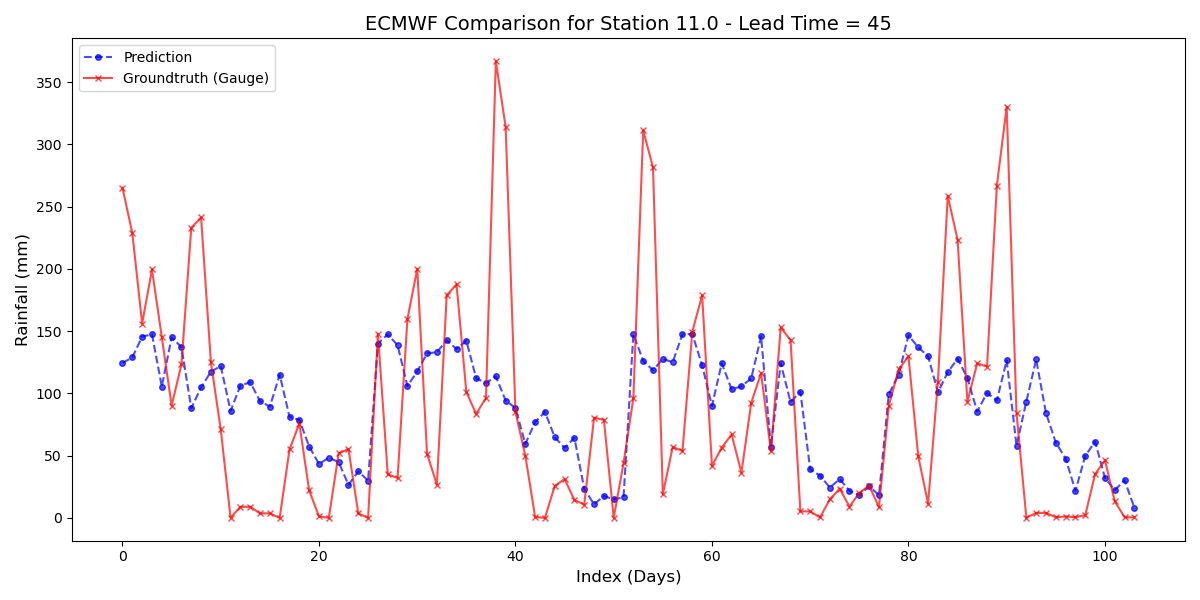 ECMWF Comparison for Station 11.0 - Lead Time = 45
Prediction
Groundtruth (Gauge)
Rainfall (mm)
350
300
250
200
150
100
50
0
0 20 40 60 80 100
Index (Days)